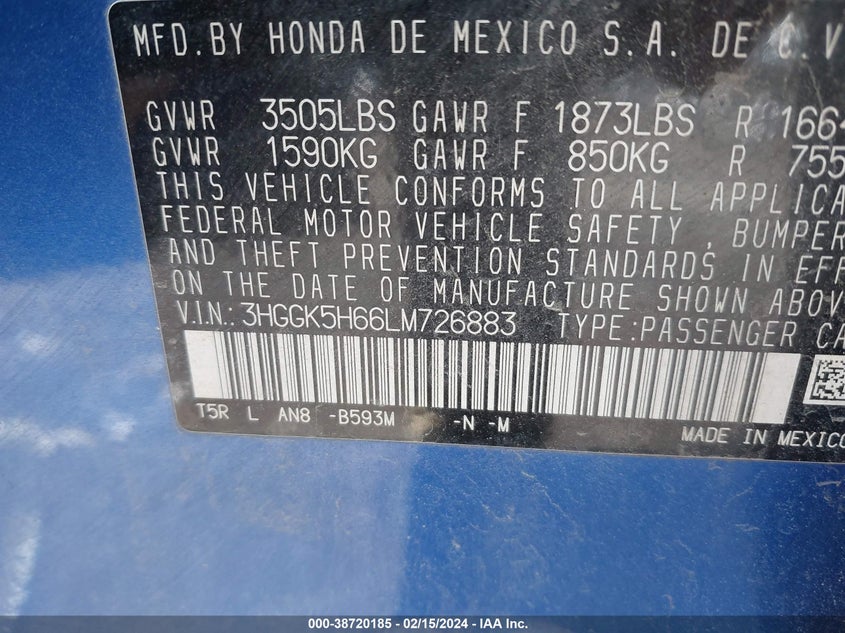 MFD.BY HONDA DE MEXICO S.A. DE C.V
GVWR 3505LBS GAWR F 1873LBS R 1664
GVWR 1590KG GAWR F 850KG R 755
THIS VEHICLE CONFORMS TO ALL APPLICA
FEDERAL MOTOR VEHICLE SAFETY, BUMPER
AND THEFT PREVENTION STANDARDS IN EFF
ON THE DATE OF MANUFACTURE SHOWN ABOV
V.I.N.: 3HGGK5H66LM726883 TYPE:PASSENGER CA
T5R L AN8 -B593M -N -M
MADE IN MEXICO
000-38720185 - 02/15/2024 - IAA Inc.